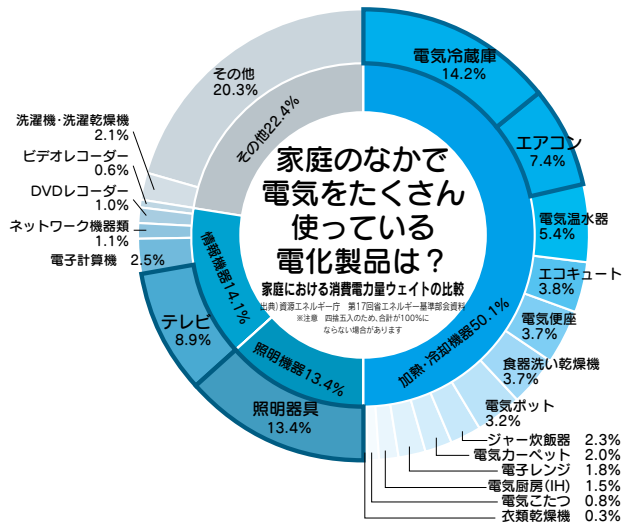 家庭のなかで
電気をたくさん
使っている
電化製品は？
家庭における消費電力量ウェイトの比較
出典）資源エネルギー庁　第17回省エネルギー基準部会資料
※注意　四捨五入のため、合計が100%に
ならない場合があります
加熱・冷却機器50.1%
照明機器13.4%
情報機器14.1%
その他22.4%
電気冷蔵庫
14.2%
エアコン
7.4%
電気温水器
5.4%
エコキュート
3.8%
電気便座
3.7%
食器洗い乾燥機
3.7%
電気ポット
3.2%
ジャー炊飯器　2.3%
電気カーペット　2.0%
電子レンジ　1.8%
電気厨房(IH)　1.5%
電気こたつ　0.8%
衣類乾燥機　0.3%
照明器具
13.4%
テレビ
8.9%
電子計算機　2.5%
ネットワーク機器類
1.1%
DVDレコーダー
1.0%
ビデオレコーダー
0.6%
洗濯機・洗濯乾燥機
2.1%
その他
20.3%